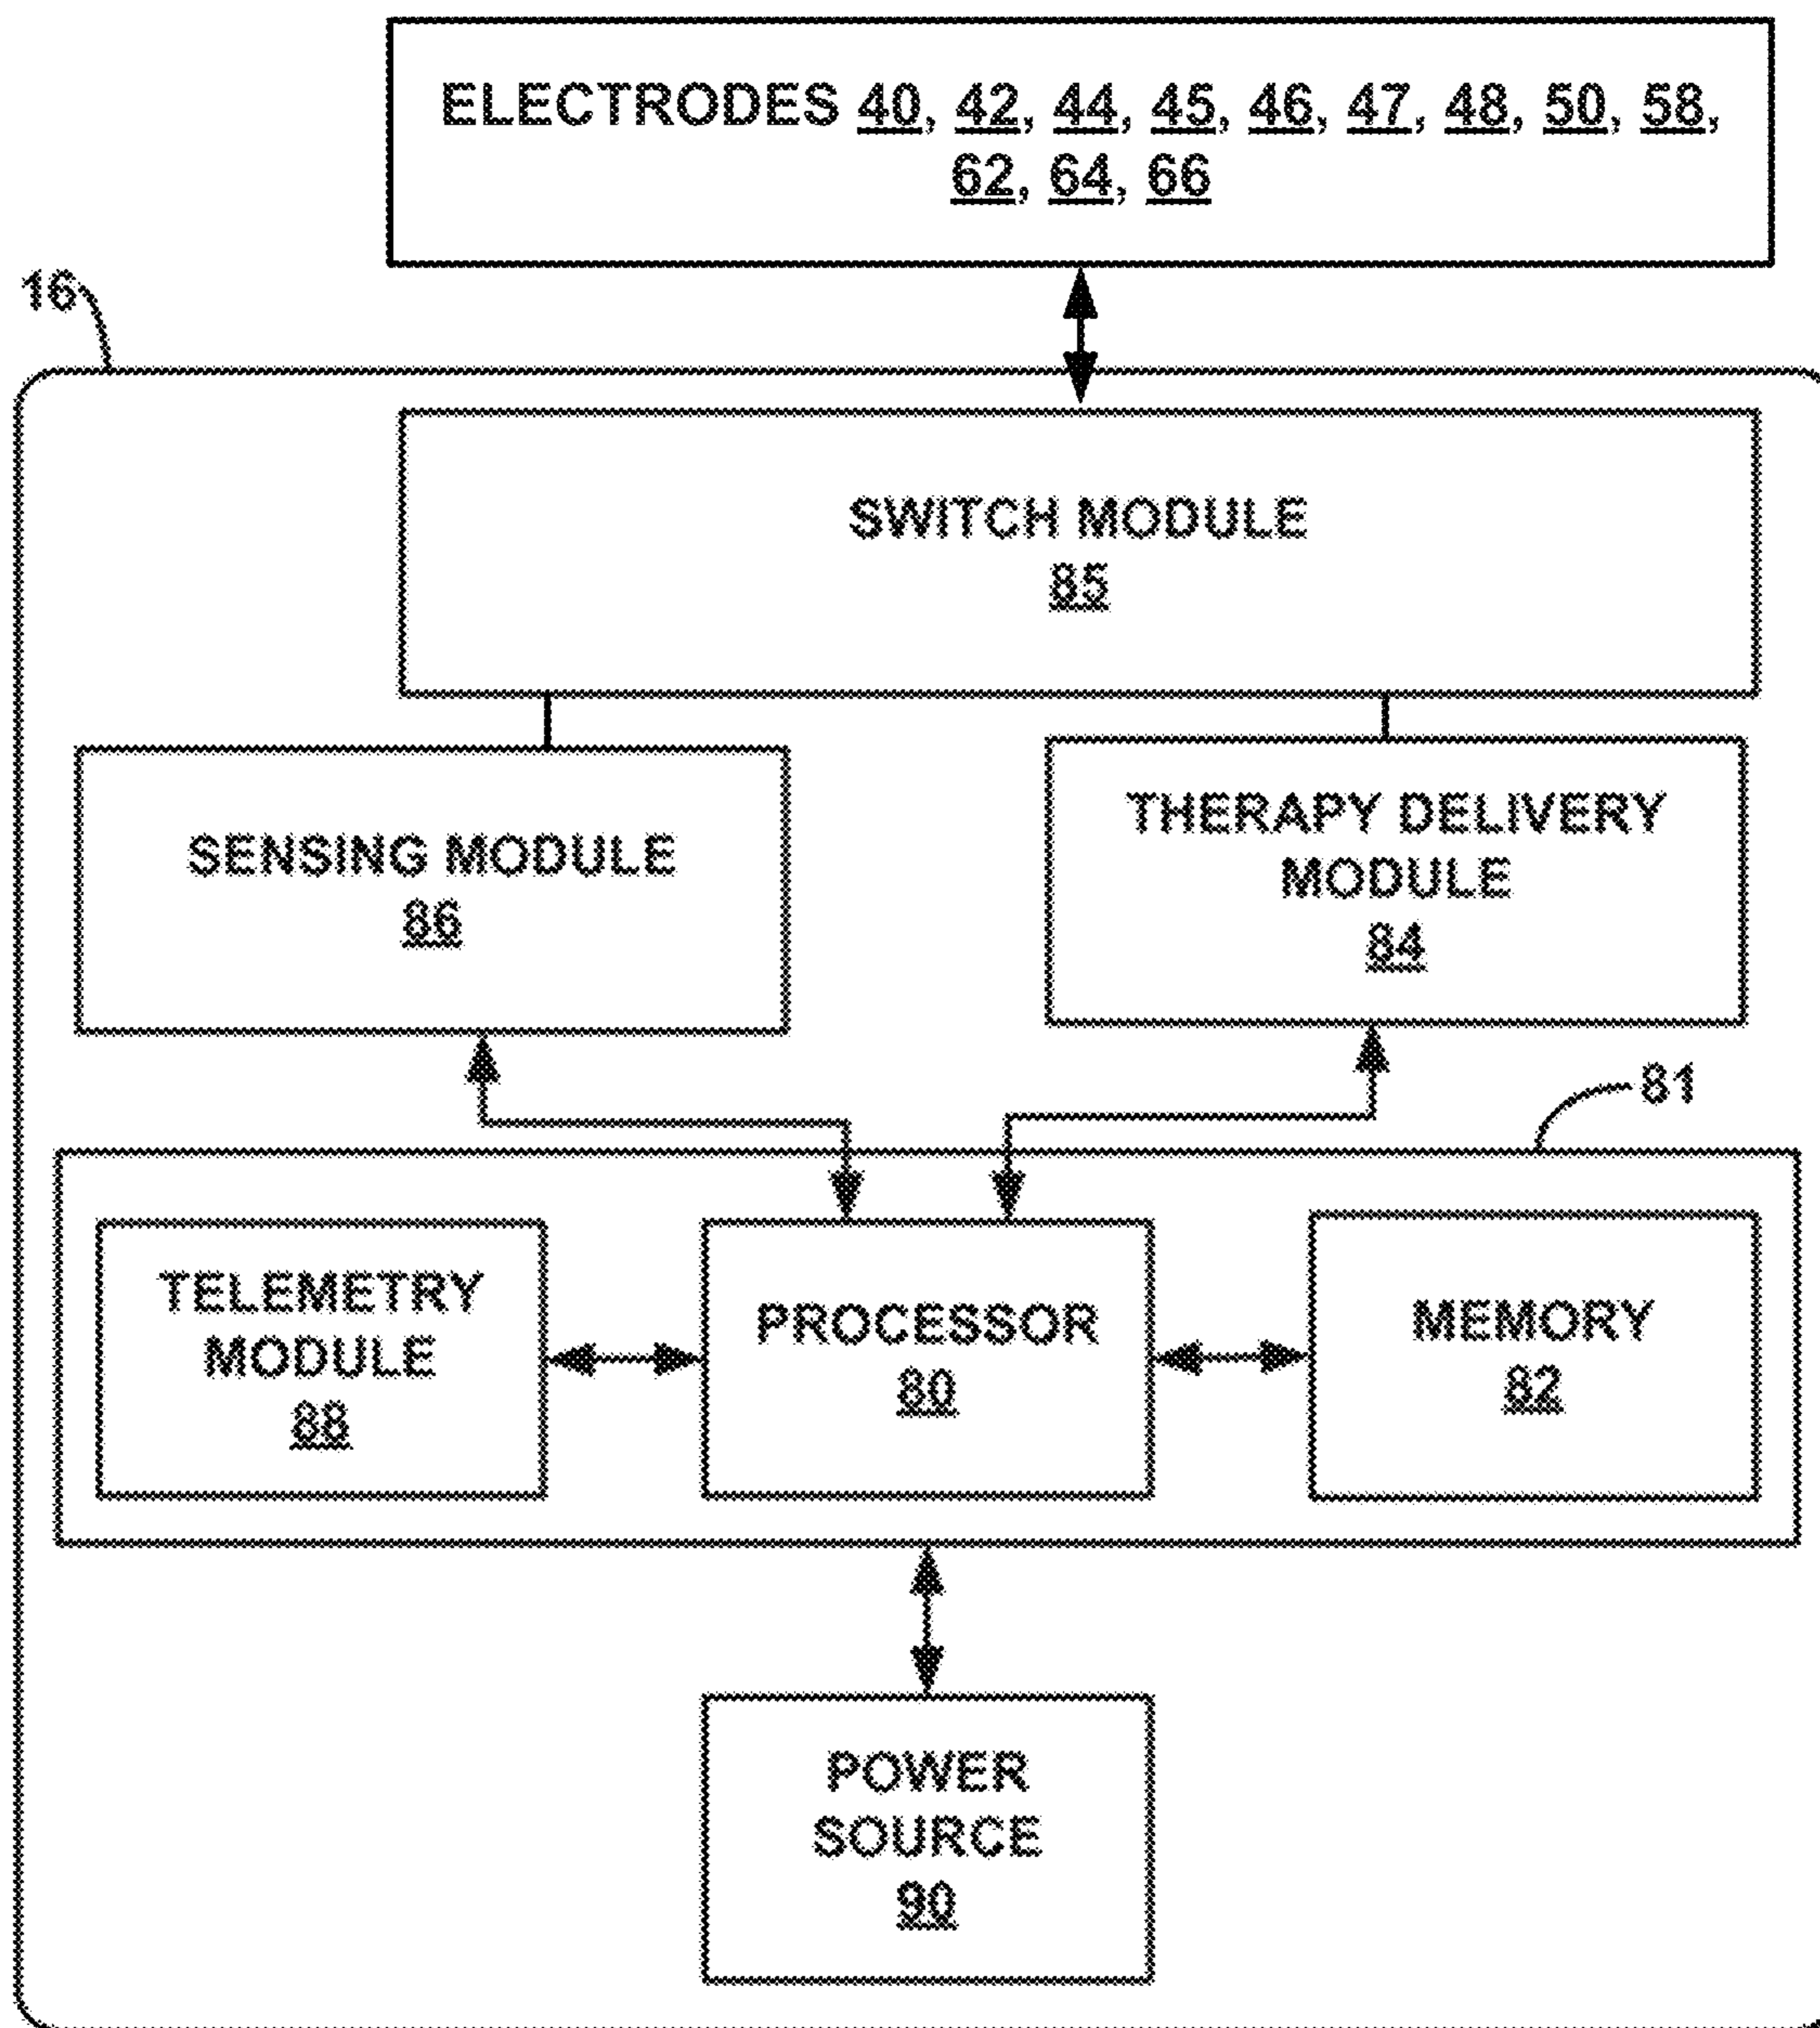 ELECTRODES 40, 42, 44, 45, 46, 47, 48, 50, 58,
62, 64, 66
16
SWITCH MODULE
85
SENSING MODULE
86
THERAPY DELIVERY
MODULE
84
81
TELEMETRY
MODULE
88
PROCESSOR
80
MEMORY
82
POWER
SOURCE
90